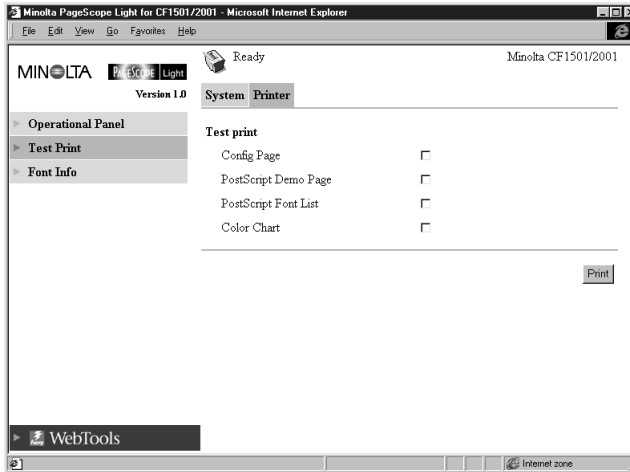 Minolta PageScope Light for CF1501/2001 - Microsoft Internet Explorer
File Edit View Go Favorites Help
MINOLTA PAGESCOPE Light
Version 1.0
Ready
Minolta CF1501/2001
System Printer
Operational Panel
Test Print
Font Info
Test print
Config Page
PostScript Demo Page
PostScript Font List
Color Chart
Print
WebTools
Internet zone